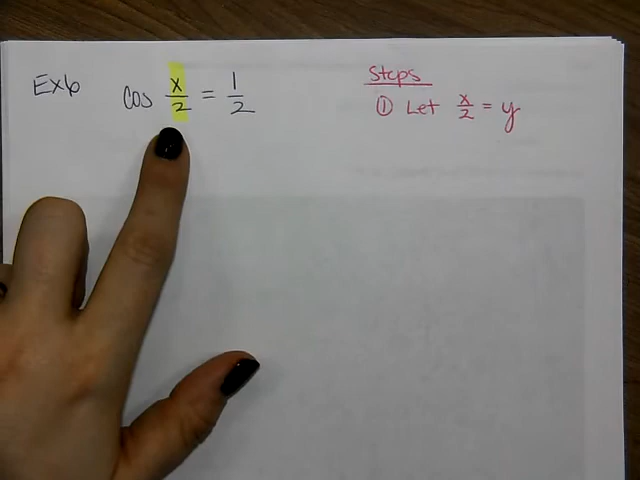 Ex6 cos x/2 = 1/2
Steps
① Let x/2 = y